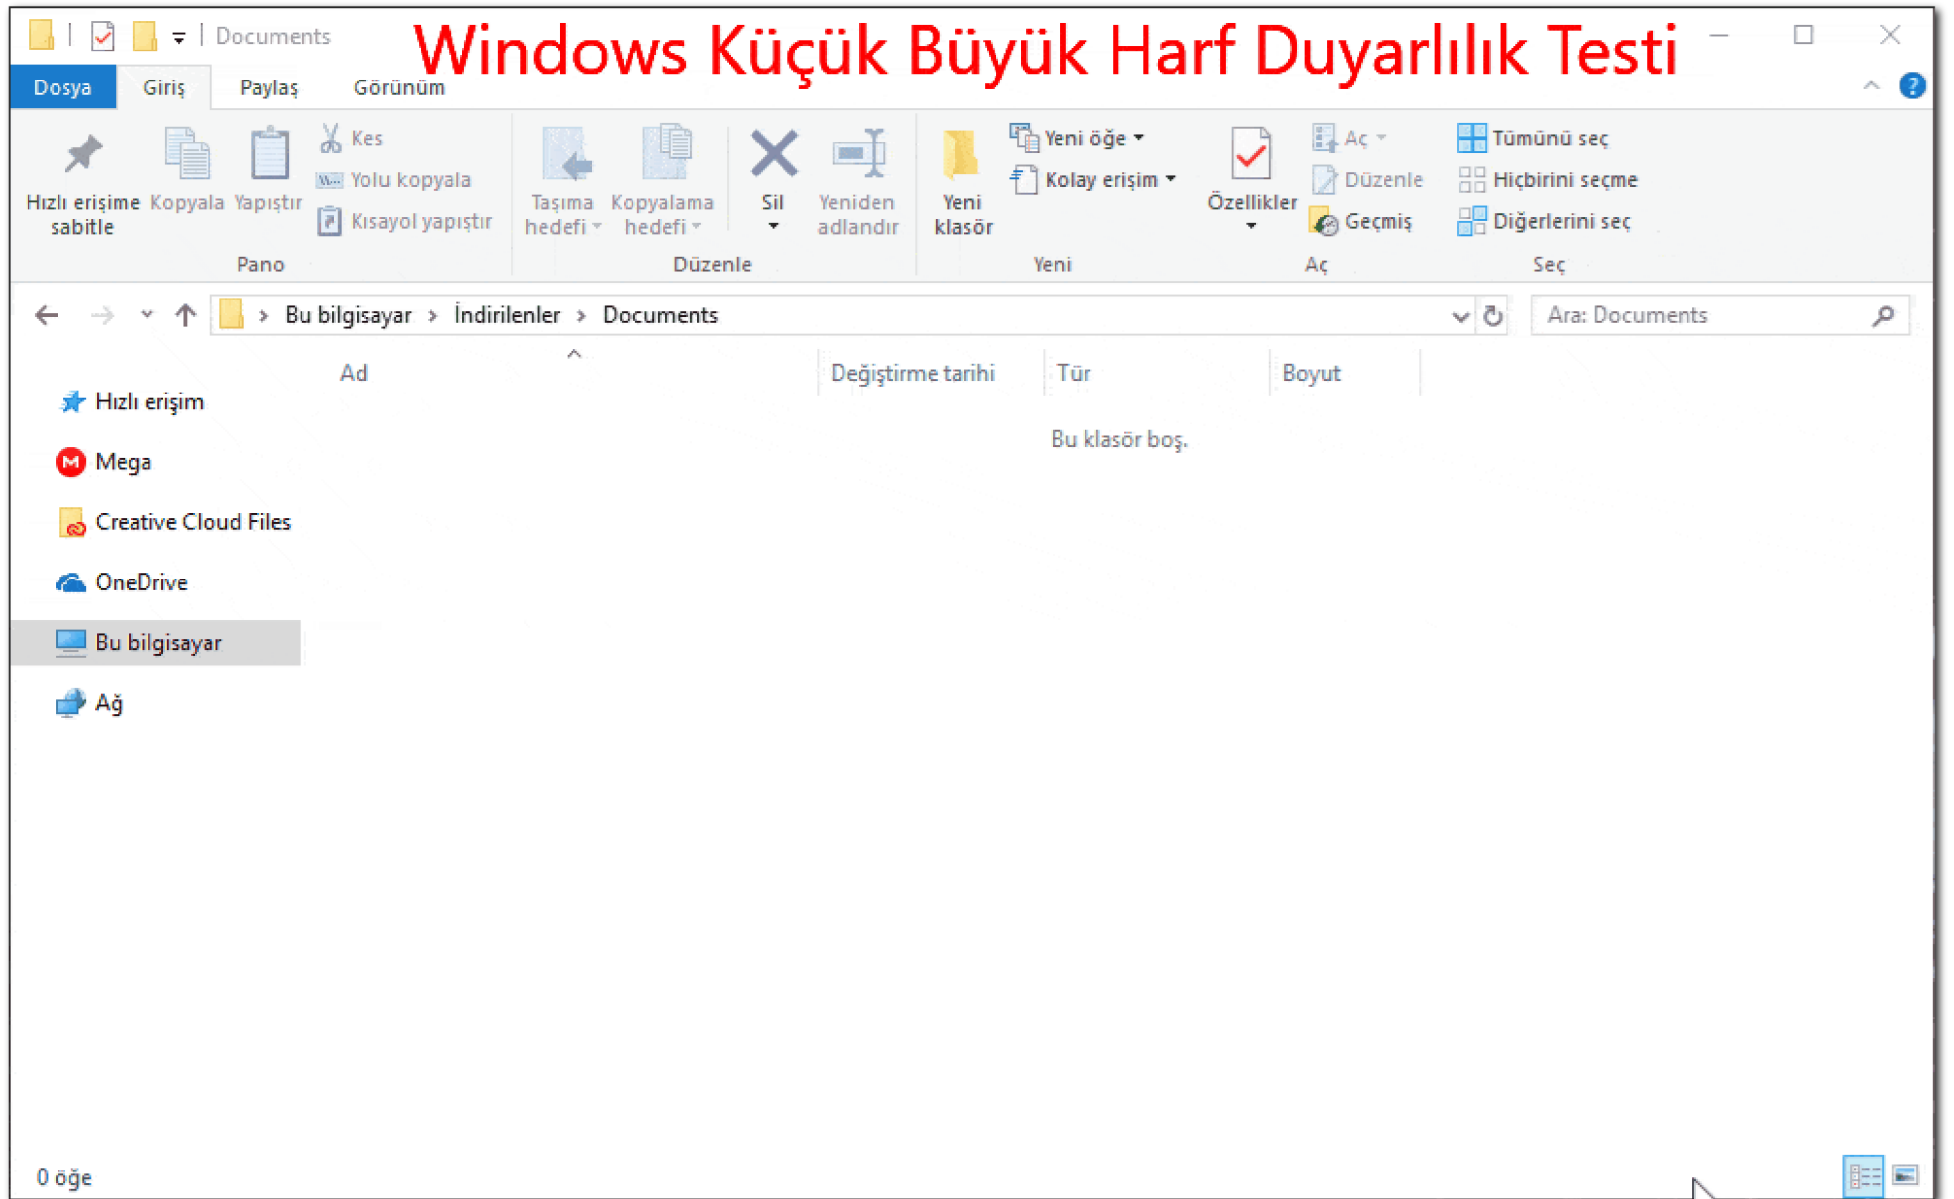 Documents
Windows Küçük Büyük Harf Duyarlılık Testi
Dosya Giriş Paylaş Görünüm
Hızlı erişime sabitle
Kopyala
Yapıştır
Kes
Yolu kopyala
Kısayol yapıştır
Pano
Taşıma hedefi
Kopyalama hedefi
Sil
Yeniden adlandır
Düzenle
Yeni klasör
Yeni öğe
Kolay erişim
Yeni
Özellikler
Aç
Düzenle
Geçmiş
Aç
Tümünü seç
Hiçbirini seçme
Diğerlerini seç
Seç
Bu bilgisayar > İndirilenler > Documents
Ara: Documents
Ad Değiştirme tarihi Tür Boyut
Bu klasör boş.
Hızlı erişim
Mega
Creative Cloud Files
OneDrive
Bu bilgisayar
Ağ
0 öğe